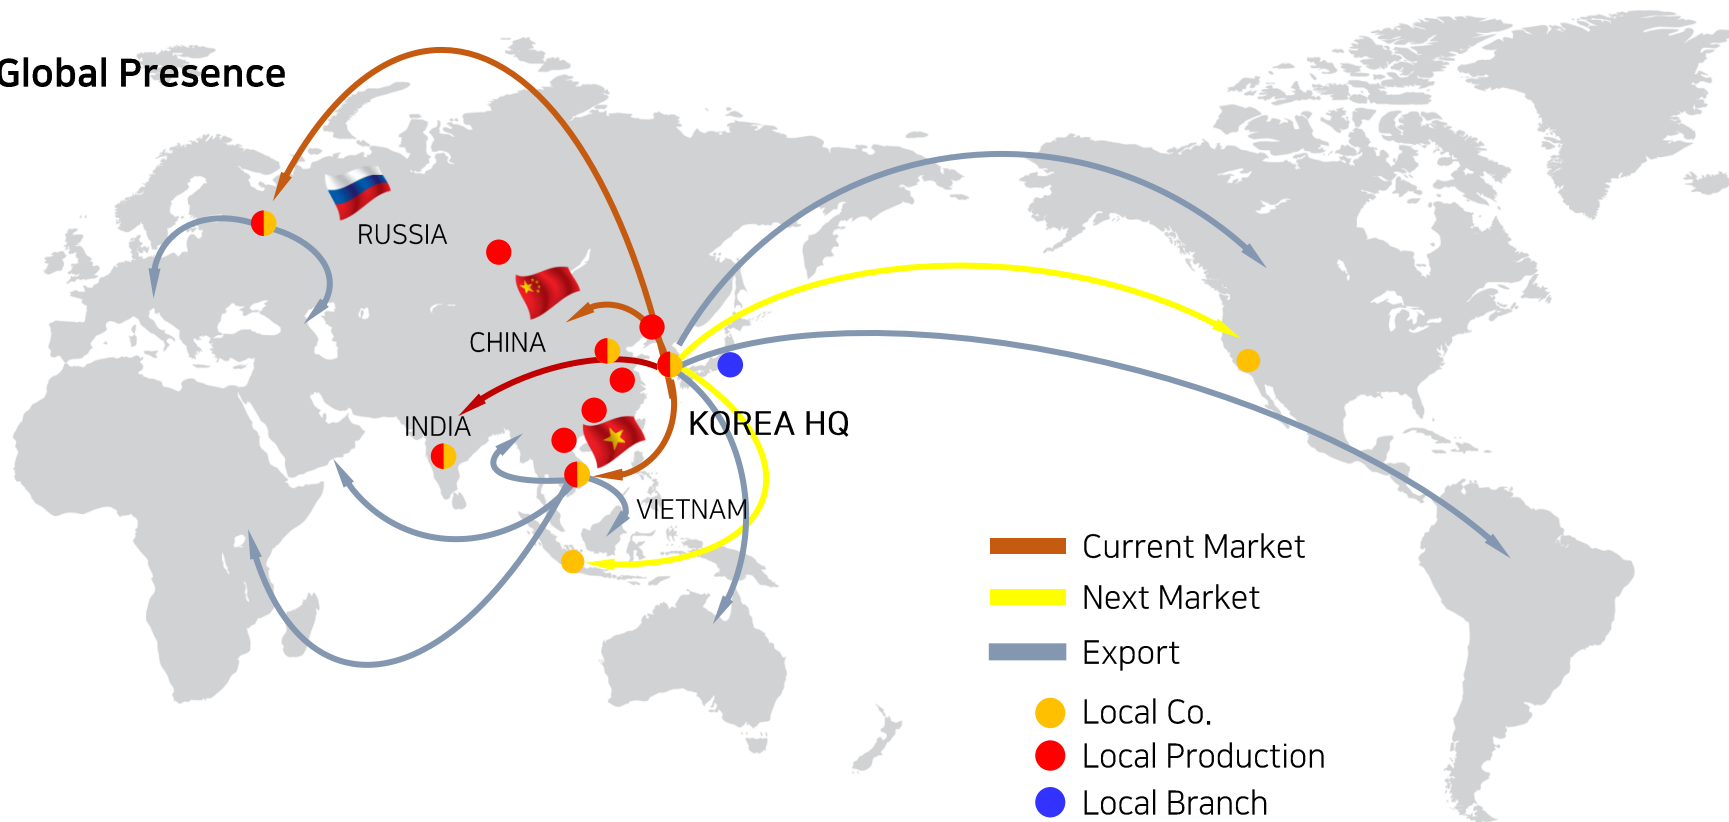 Global Presence
RUSSIA
CHINA
INDIA
KOREA HQ
VIETNAM
Current Market
Next Market
Export
Local Co.
Local Production
Local Branch